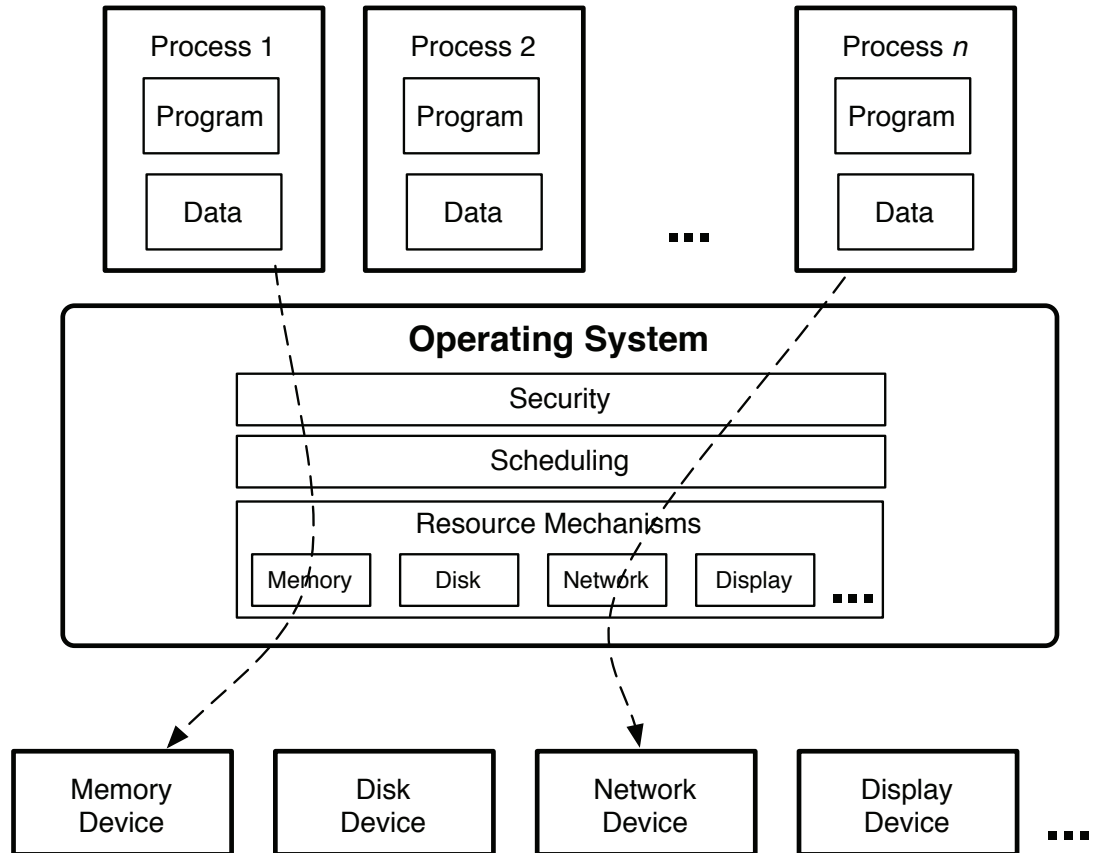 Process 1
Program
Data
Process 2
Program
Data
...
Process n
Program
Data
Operating System
Security
Scheduling
Resource Mechanisms
Memory
Disk
Network
Display
...
Memory
Device
Disk
Device
Network
Device
Display
Device
...